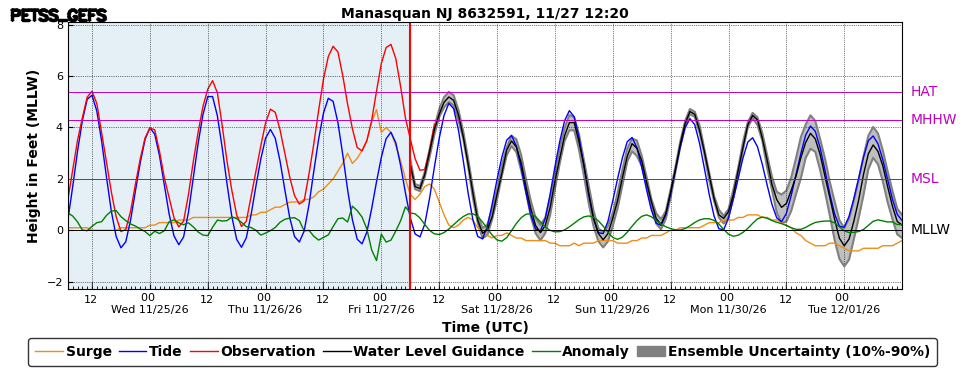 PETSS_GEFS
Manasquan NJ 8632591, 11/27 12:20
Height in Feet (MLLW)
8
6
4
2
0
−2
HAT
MHHW
MSL
MLLW
12 00 12 00 12 00 12 00 12 00 12 00 12 00
Wed 11/25/26 Thu 11/26/26 Fri 11/27/26 Sat 11/28/26 Sun 11/29/26 Mon 11/30/26 Tue 12/01/26
Time (UTC)
Surge Tide Observation Water Level Guidance Anomaly Ensemble Uncertainty (10%-90%)